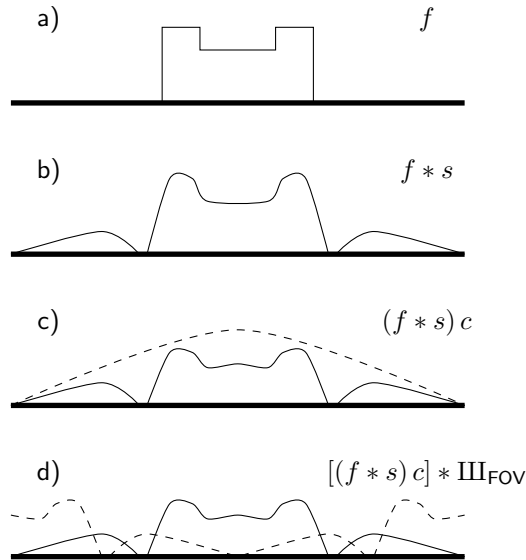 a) f
b) f ∗ s
c) (f ∗ s) c
d) [(f ∗ s) c] ∗ Ш_FOV